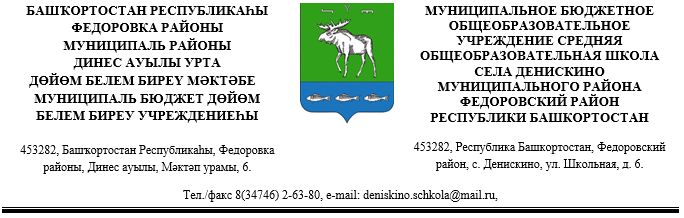 БАШҠОРТОСТАН РЕСПУБЛИКАҺЫ
ФЕДОРОВКА РАЙОНЫ
МУНИЦИПАЛЬ РАЙОНЫ
ДИНЕС АУЫЛЫ УРТА
ДӨЙӨМ БЕЛЕМ БИРЕҮ МӘКТӘБЕ
МУНИЦИПАЛЬ БЮДЖЕТ ДӨЙӨМ
БЕЛЕМ БИРЕУ УЧРЕЖДЕНИЕҺЫ
453282, Башҡортостан Республикаһы, Федоровка
районы, Динес ауылы, Мәктәп урамы, 6.
МУНИЦИПАЛЬНОЕ БЮДЖЕТНОЕ
ОБЩЕОБРАЗОВАТЕЛЬНОЕ
УЧРЕЖДЕНИЕ СРЕДНЯЯ
ОБЩЕОБРАЗОВАТЕЛЬНАЯ ШКОЛА
СЕЛА ДЕНИСКИНО
МУНИЦИПАЛЬНОГО РАЙОНА
ФЕДОРОВСКИЙ РАЙОН
РЕСПУБЛИКИ БАШКОРТОСТАН
453282, Республика Башкортостан, Федоровский
район, с. Денискино, ул. Школьная, д. 6.
Тел./факс 8(34746) 2-63-80, e-mail: deniskino.schkola@mail.ru,